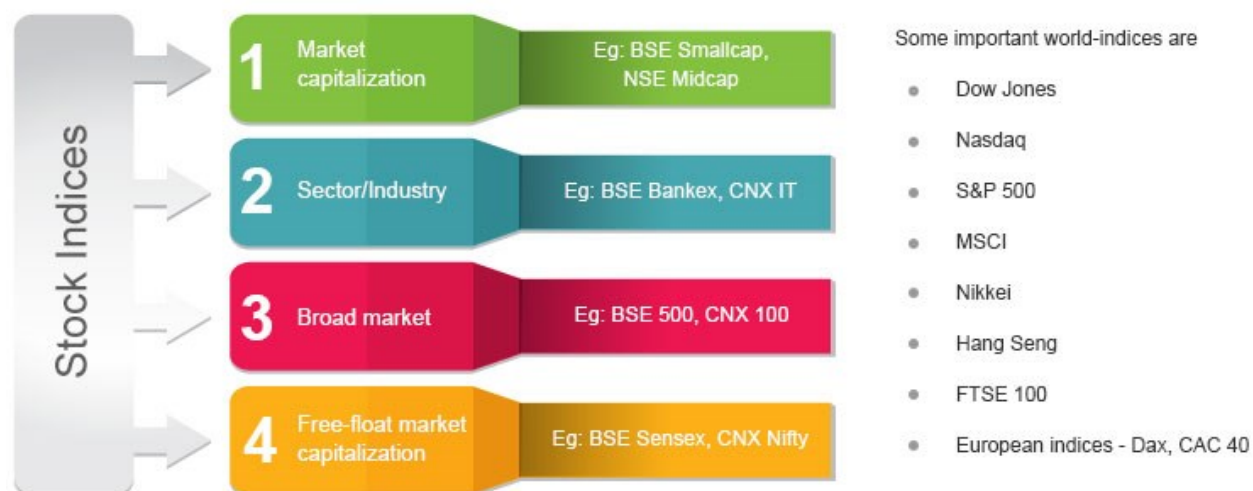 Stock Indices
1
Market
capitalization
Eg: BSE Smallcap,
NSE Midcap
2
Sector/Industry
Eg: BSE Bankex, CNX IT
3
Broad market
Eg: BSE 500, CNX 100
4
Free-float market
capitalization
Eg: BSE Sensex, CNX Nifty
Some important world-indices are
Dow Jones
Nasdaq
S&P 500
MSCI
Nikkei
Hang Seng
FTSE 100
European indices - Dax, CAC 40